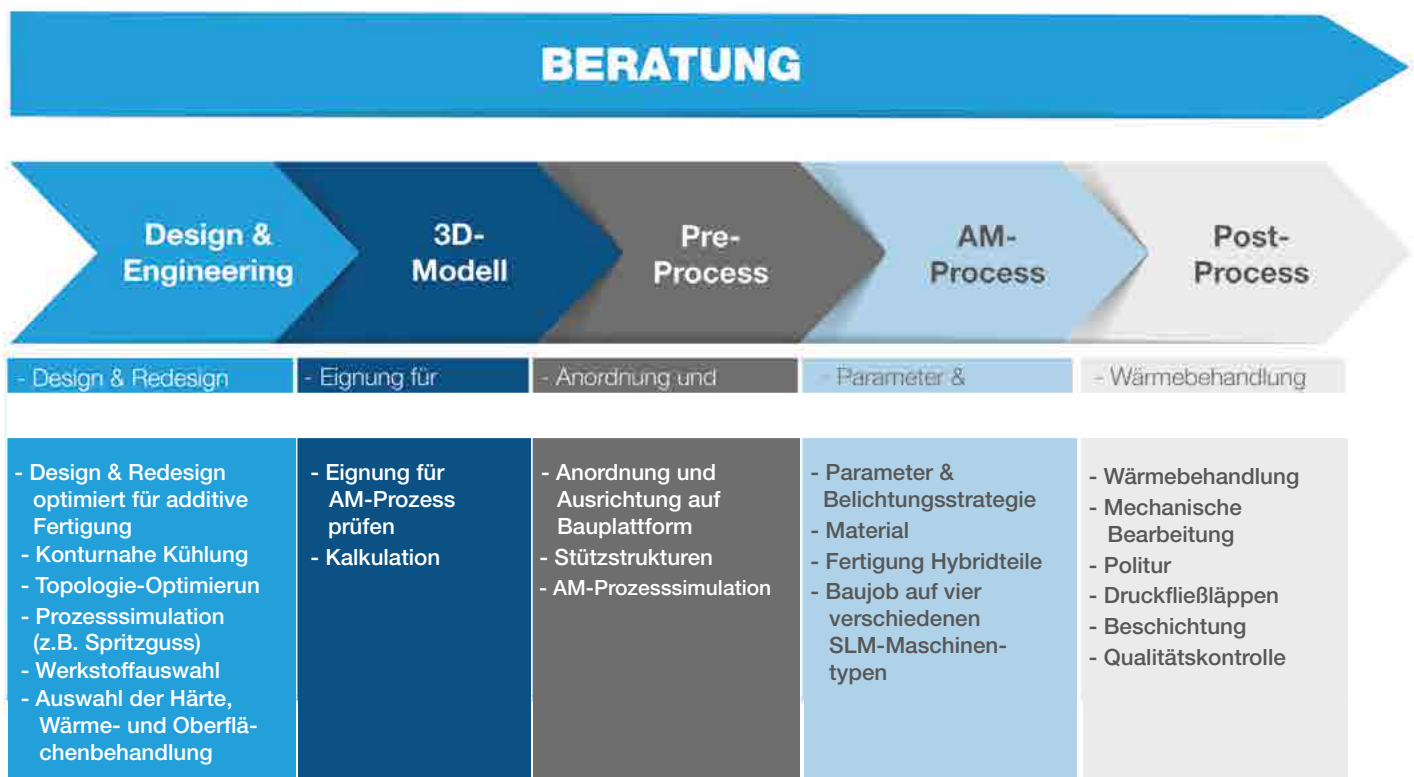 BERATUNG
Design &
Engineering
3D-
Modell
Pre-
Process
AM-
Process
Post-
Process
- Design & Redesign
- Eignung für
- Anordnung und
- Parameter &
- Wärmebehandlung
- Design & Redesign
optimiert für additive
Fertigung
- Konturnahe Kühlung
- Topologie-Optimierun
- Prozesssimulation
(z.B. Spritzguss)
- Werkstoffauswahl
- Auswahl der Härte,
Wärme- und Oberflä-
chenbehandlung
- Eignung für
AM-Prozess
prüfen
- Kalkulation
- Anordnung und
Ausrichtung auf
Bauplattform
- Stützstrukturen
- AM-Prozesssimulation
- Parameter &
Belichtungsstrategie
- Material
- Fertigung Hybridteile
- Baujob auf vier
verschiedenen
SLM-Maschinen-
typen
- Wärmebehandlung
- Mechanische
Bearbeitung
- Politur
- Druckfließläppen
- Beschichtung
- Qualitätskontrolle